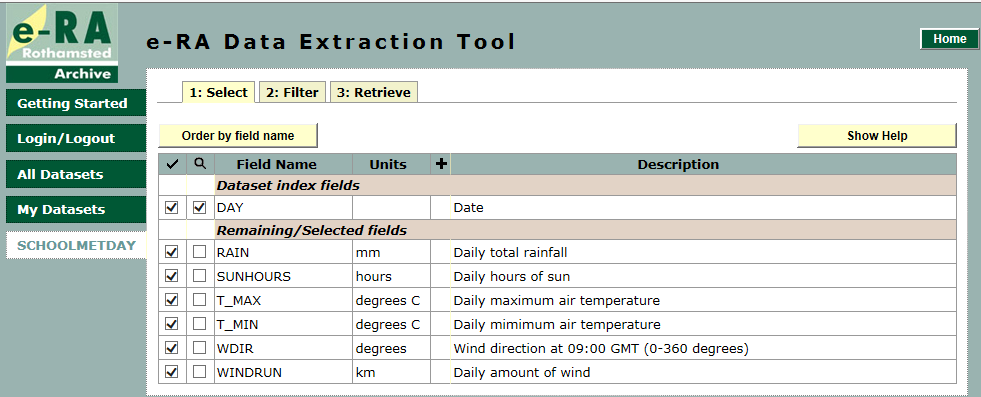 e-RA
Rothamsted
Archive
e-RA Data Extraction Tool
Home
Getting Started
Login/Logout
All Datasets
My Datasets
SCHOOLMETDAY
1: Select 2: Filter 3: Retrieve
Order by field name Show Help
Field Name Units + Description
Dataset index fields
DAY Date
Remaining/Selected fields
RAIN mm Daily total rainfall
SUNHOURS hours Daily hours of sun
T_MAX degrees C Daily maximum air temperature
T_MIN degrees C Daily mimimum air temperature
WDIR degrees Wind direction at 09:00 GMT (0-360 degrees)
WINDRUN km Daily amount of wind